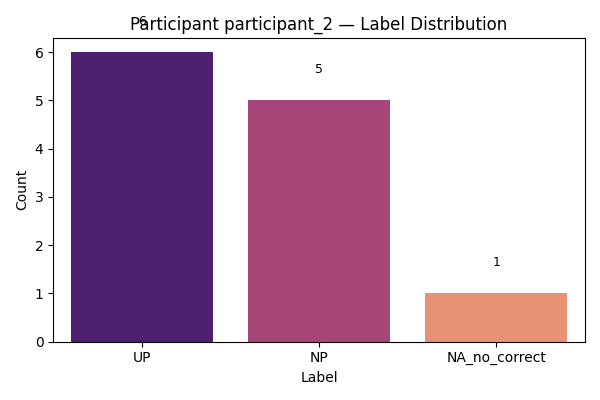 Participant participant_2 — Label Distribution
6
5
1
6
5
4
3
2
1
0
Count
UP NP NA_no_correct
Label